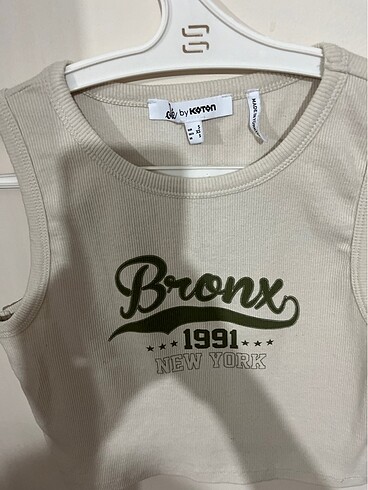 by KOTON
Bronx
1991
NEW YORK